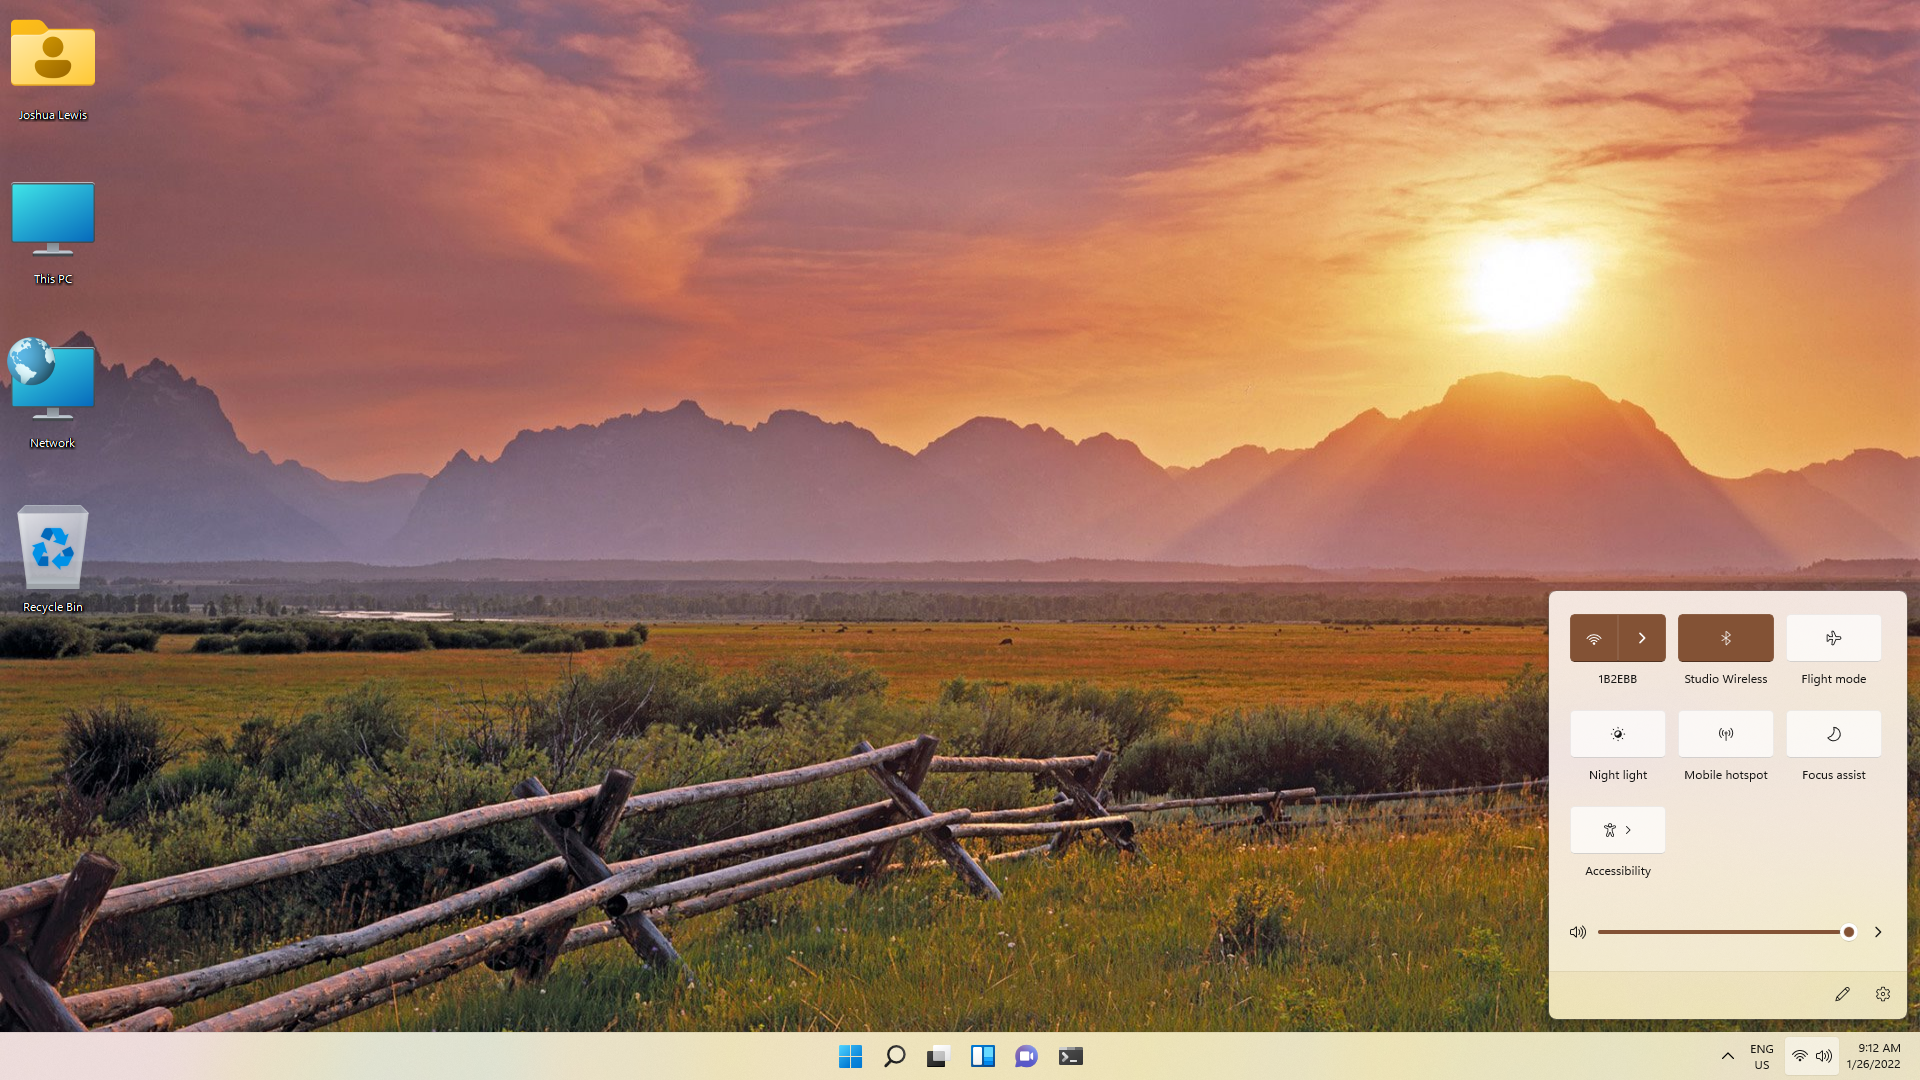 Joshua Lewis
This PC
Network
Recycle Bin
1B2EBB
Studio Wireless
Flight mode
Night light
Mobile hotspot
Focus assist
Accessibility
ENG
US
9:12 AM
1/26/2022